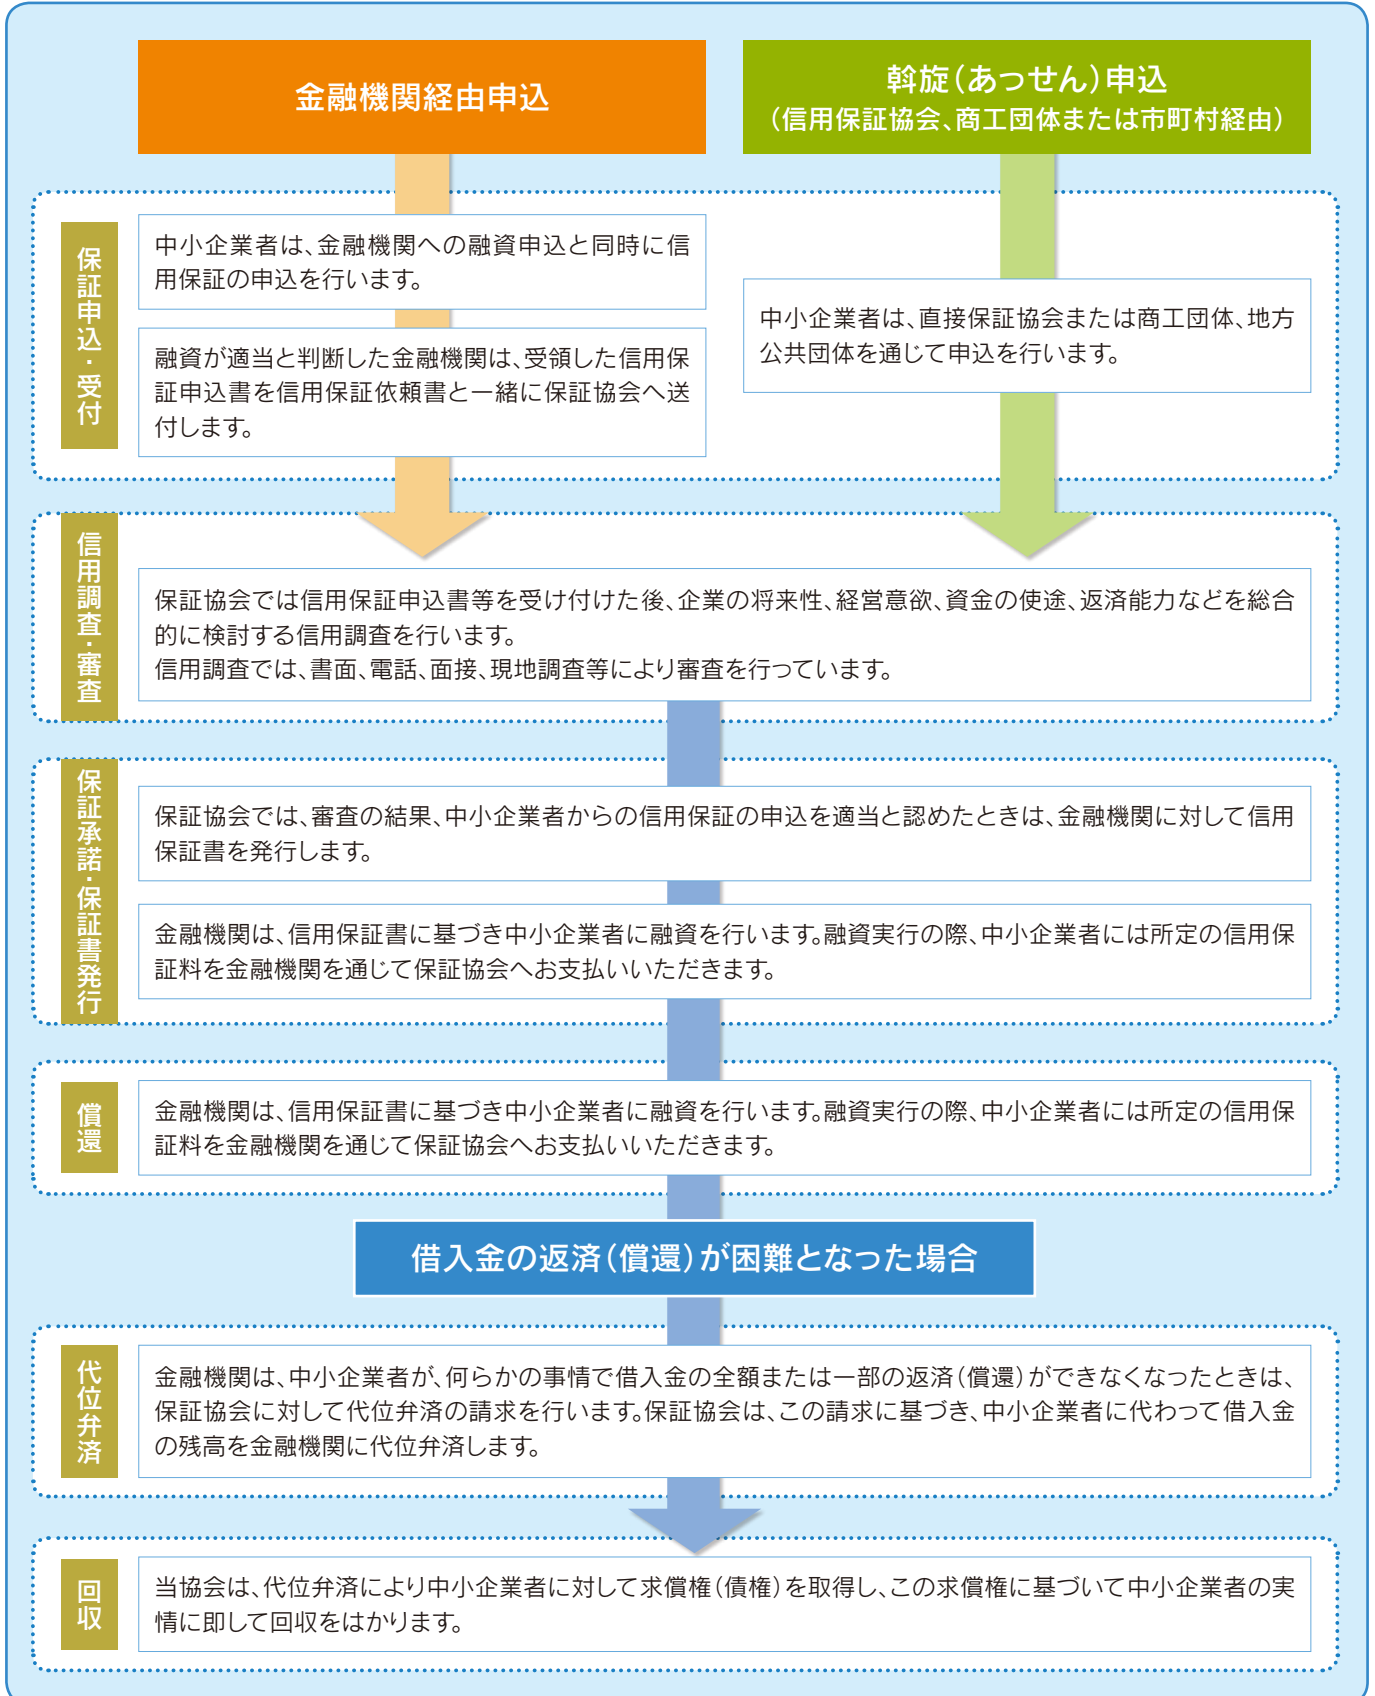 金融機関経由申込
斡旋（あっせん）申込
（信用保証協会、商工団体または市町村経由）
保証申込・受付
中小企業者は、金融機関への融資申込と同時に信
用保証の申込を行います。
融資が適当と判断した金融機関は、受領した信用保
証申込書を信用保証依頼書と一緒に保証協会へ送
付します。
中小企業者は、直接保証協会または商工団体、地方
公共団体を通じて申込を行います。
信用調査・審査
保証協会では信用保証申込書等を受け付けた後、企業の将来性、経営意欲、資金の使途、返済能力などを総合
的に検討する信用調査を行います。
信用調査では、書面、電話、面接、現地調査等により審査を行っています。
保証承諾・保証書発行
保証協会では、審査の結果、中小企業者からの信用保証の申込を適当と認めたときは、金融機関に対して信用
保証書を発行します。
金融機関は、信用保証書に基づき中小企業者に融資を行います。融資実行の際、中小企業者には所定の信用保
証料を金融機関を通じて保証協会へお支払いいただきます。
償還
金融機関は、信用保証書に基づき中小企業者に融資を行います。融資実行の際、中小企業者には所定の信用保
証料を金融機関を通じて保証協会へお支払いいただきます。
借入金の返済（償還）が困難となった場合
代位弁済
金融機関は、中小企業者が、何らかの事情で借入金の全額または一部の返済（償還）ができなくなったときは、
保証協会に対して代位弁済の請求を行います。保証協会は、この請求に基づき、中小企業者に代わって借入金
の残高を金融機関に代位弁済します。
回収
当協会は、代位弁済により中小企業者に対して求償権（債権）を取得し、この求償権に基づいて中小企業者の実
情に即して回収をはかります。